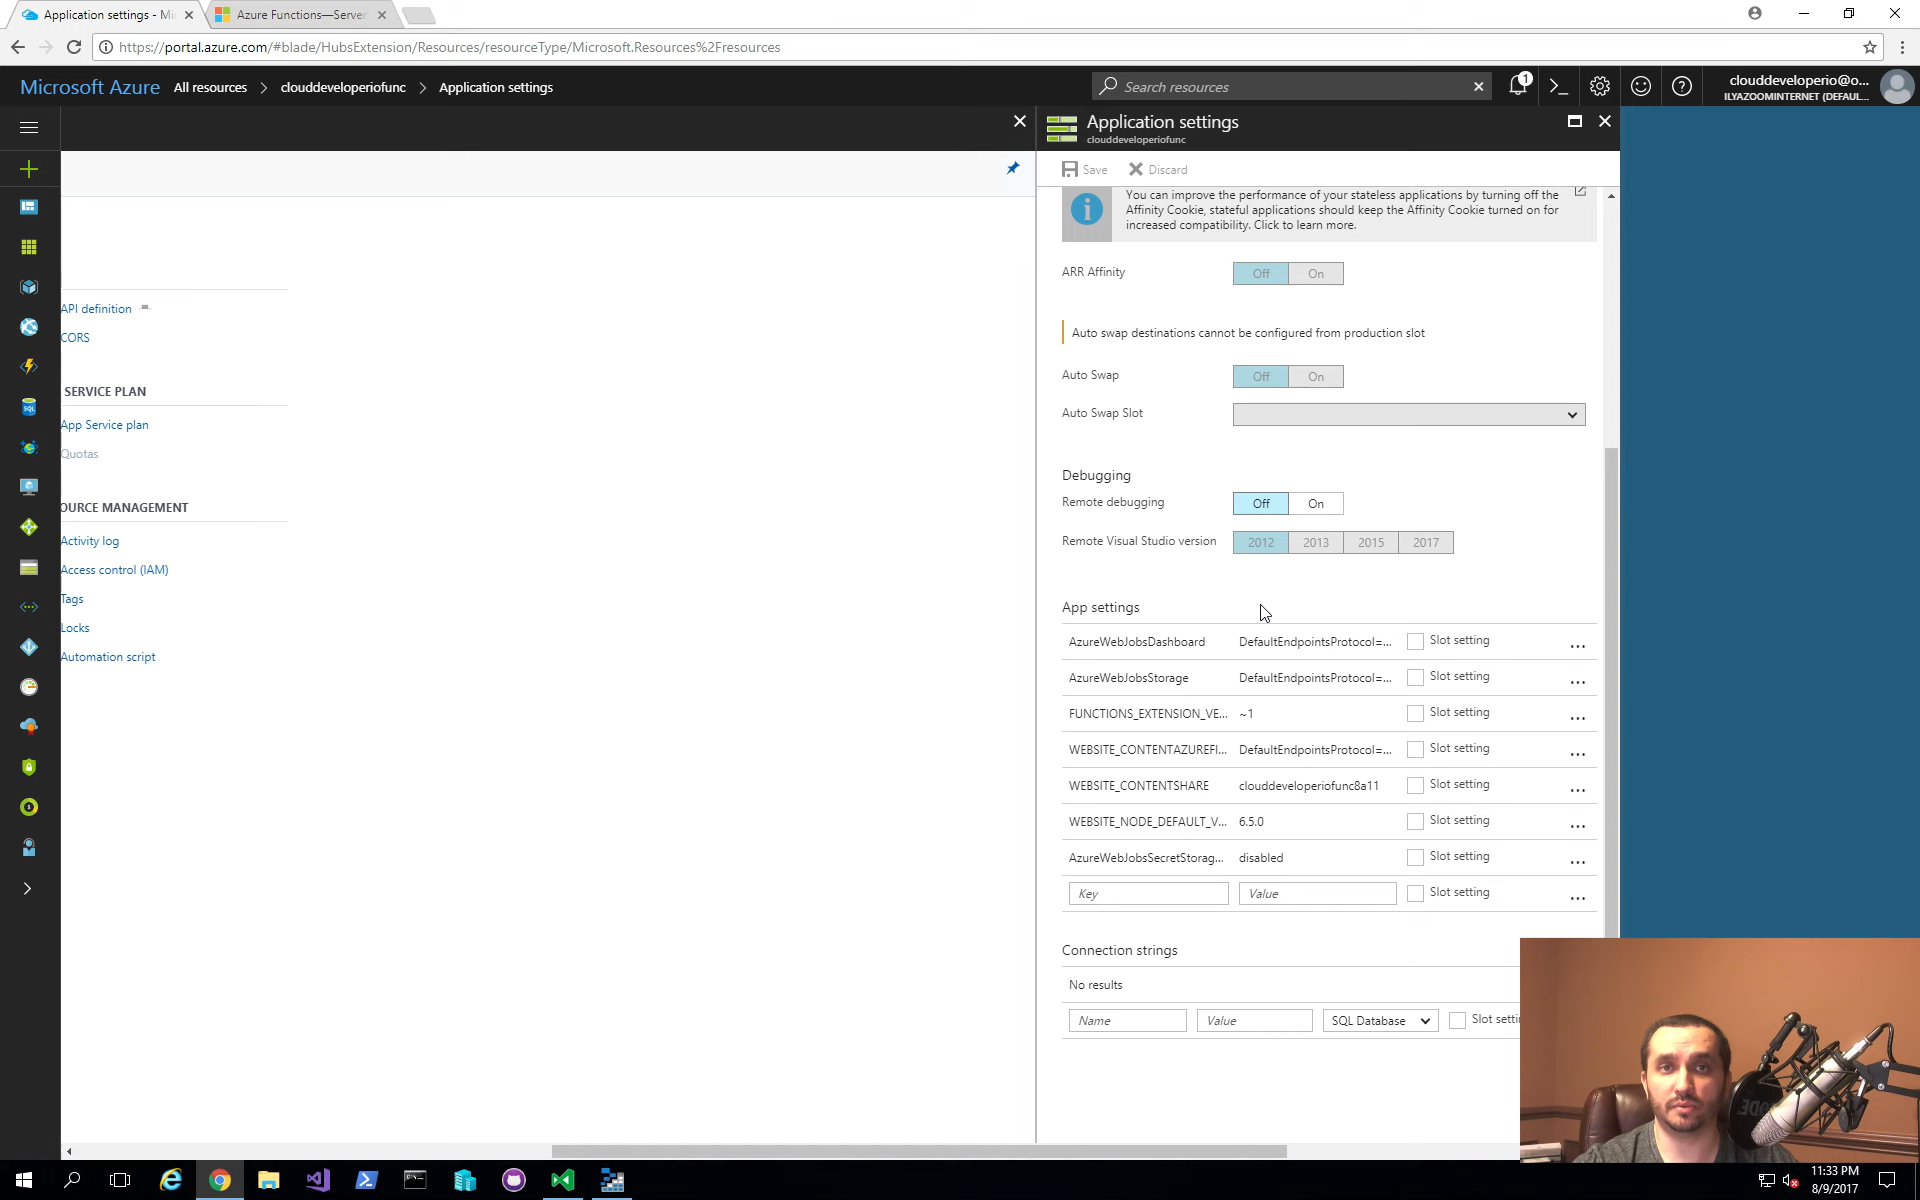 Application settings - Mi
Azure Functions—Server
https://portal.azure.com/#blade/HubsExtension/Resources/resourceType/Microsoft.Resources%2Fresources
Microsoft Azure
All resources > clouddeveloperiofunc > Application settings
Search resources
1
clouddeveloperio@o...
ILYAZOOMINTERNET (DEFAUL...
API definition
CORS
SERVICE PLAN
App Service plan
Quotas
OURCE MANAGEMENT
Activity log
Access control (IAM)
Tags
Locks
Automation script
Application settings
clouddeveloperiofunc
Save
Discard
You can improve the performance of your stateless applications by turning off the
Affinity Cookie, stateful applications should keep the Affinity Cookie turned on for
increased compatibility. Click to learn more.
ARR Affinity Off On
Auto swap destinations cannot be configured from production slot
Auto Swap Off On
Auto Swap Slot
Debugging
Remote debugging Off On
Remote Visual Studio version 2012 2013 2015 2017
App settings
AzureWebJobsDashboard DefaultEndpointsProtocol=... Slot setting ...
AzureWebJobsStorage DefaultEndpointsProtocol=... Slot setting ...
FUNCTIONS_EXTENSION_VE... ~1 Slot setting ...
WEBSITE_CONTENTAZUREFI... DefaultEndpointsProtocol=... Slot setting ...
WEBSITE_CONTENTSHARE clouddeveloperiofunc8a11 Slot setting ...
WEBSITE_NODE_DEFAULT_V... 6.5.0 Slot setting ...
AzureWebJobsSecretStorag... disabled Slot setting ...
Key Value Slot setting ...
Connection strings
No results
Name Value SQL Database Slot setti
11:33 PM
8/9/2017